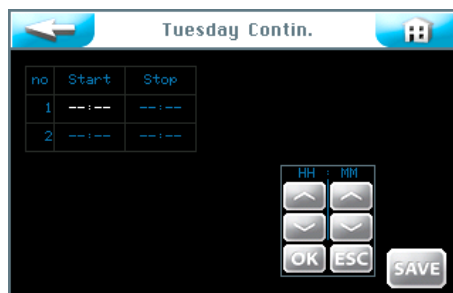 Tuesday Contin.
no Start Stop
1 --:-- --:--
2 --:-- --:--
HH : MM
OK ESC
SAVE